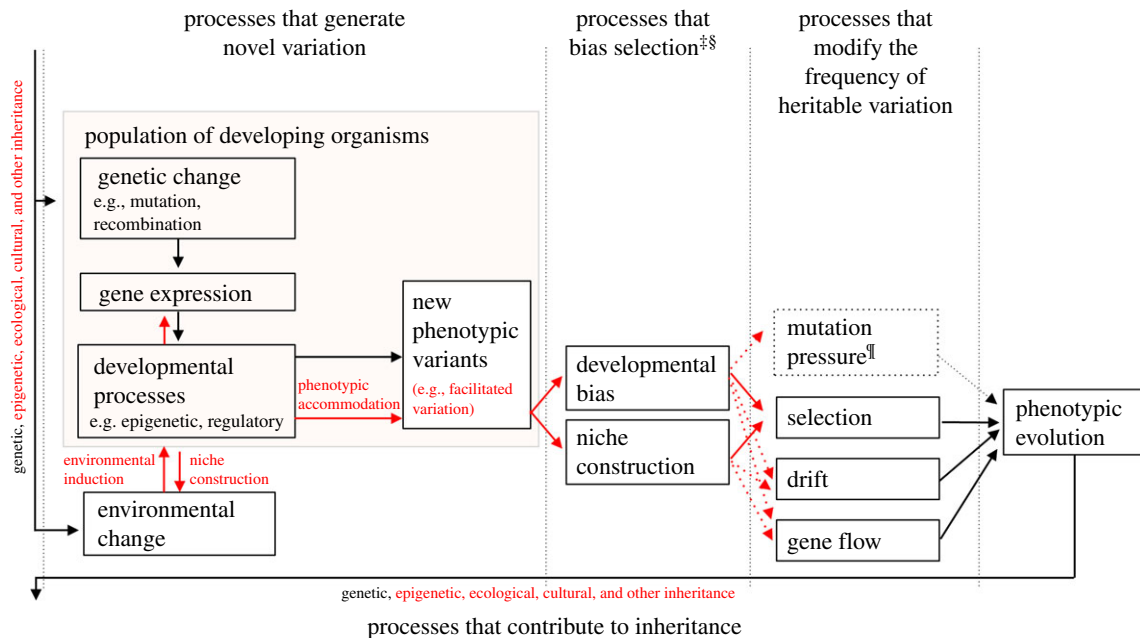 processes that generate
novel variation
processes that
bias selection‡§
processes that
modify the
frequency of
heritable variation
genetic, epigenetic, ecological, cultural, and other inheritance
population of developing organisms
genetic change
e.g., mutation,
recombination
gene expression
developmental
processes
e.g. epigenetic, regulatory
phenotypic
accommodation
new
phenotypic
variants
(e.g., facilitated
variation)
environmental
induction
niche
construction
environmental
change
developmental
bias
niche
construction
mutation
pressure¶
selection
drift
gene flow
phenotypic
evolution
genetic, epigenetic, ecological, cultural, and other inheritance
processes that contribute to inheritance